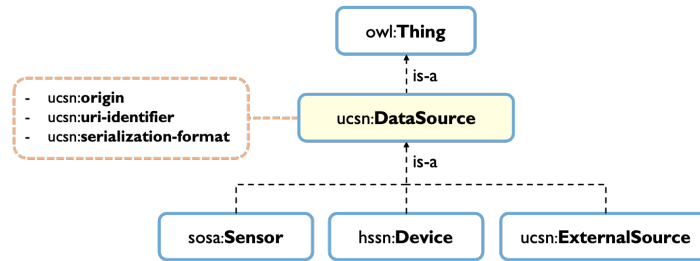 owl:Thing
is-a
- ucsn:origin
- ucsn:uri-identifier
- ucsn:serialization-format
ucsn:DataSource
is-a
sosa:Sensor
hssn:Device
ucsn:ExternalSource